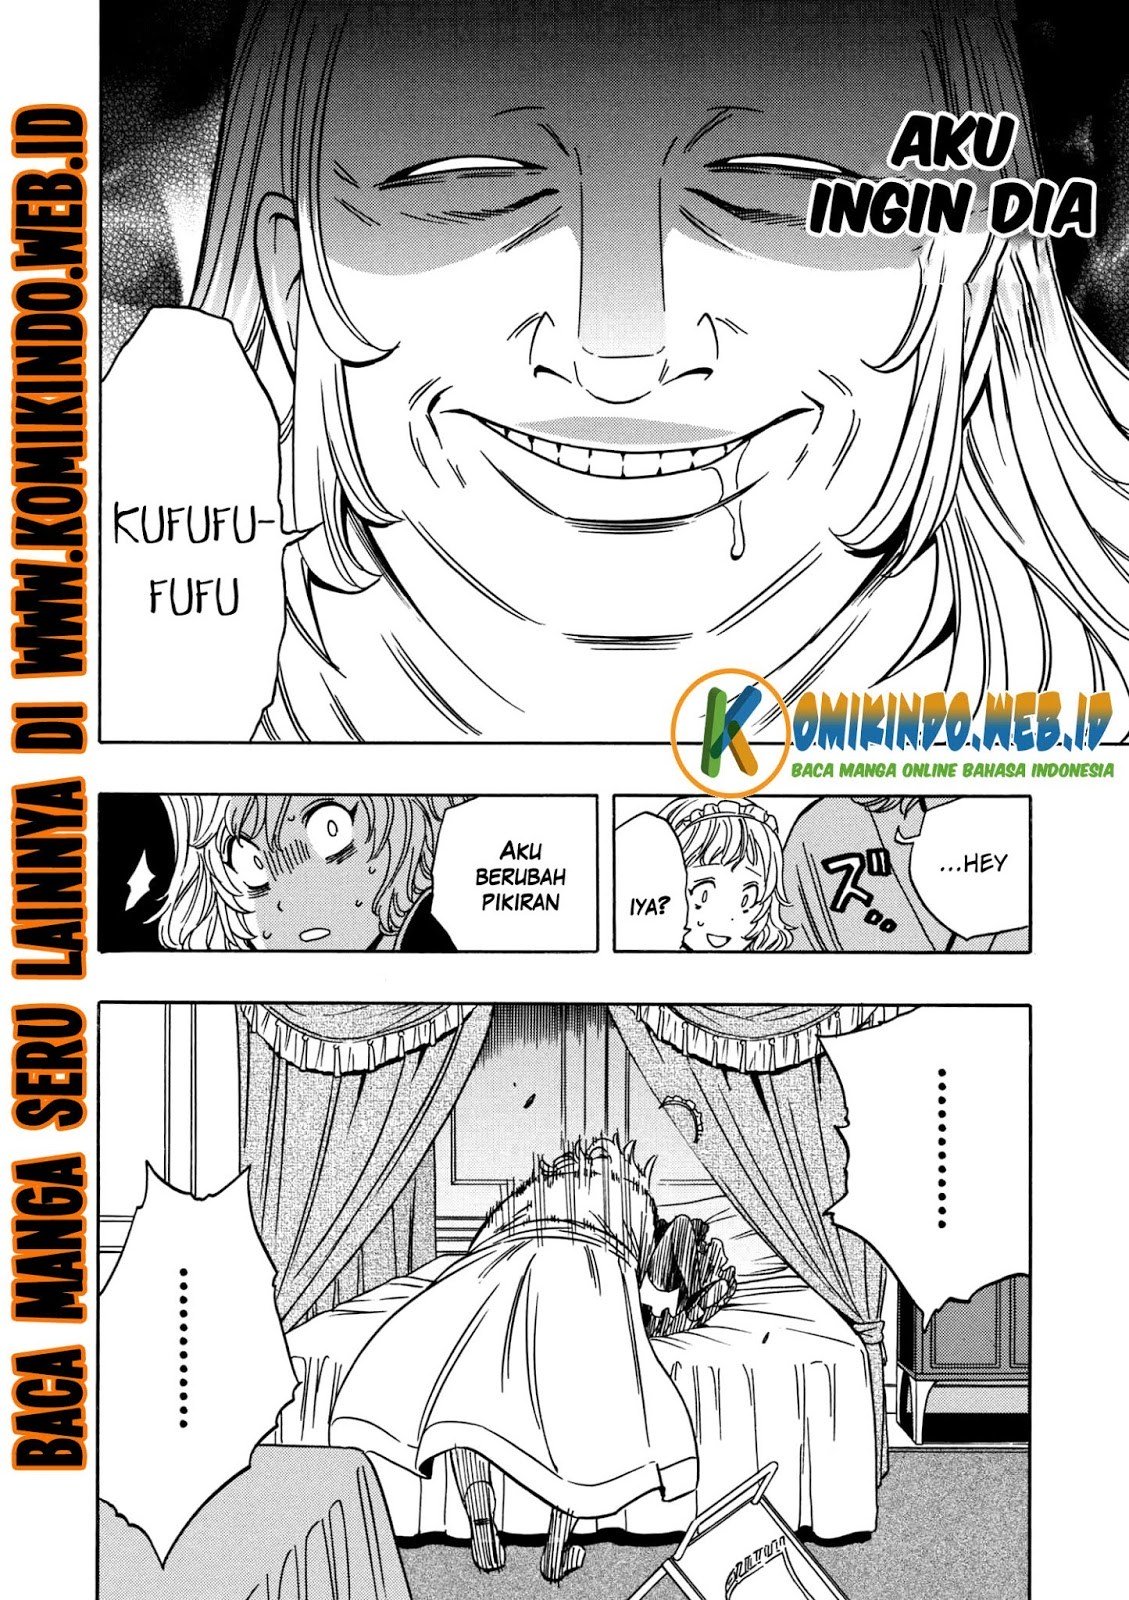 BACA MANGA SERU LAINNYA DI WWW.KOMIKINDO.WEB.ID
AKU
INGIN DIA
KUFUFU-
FUFU
KOMIKINDO.WEB.ID
BACA MANGA ONLINE BAHASA INDONESIA
...HEY
ズ"..
IYA?
AKU
BERUBAH
PIKIRAN
..........
..........